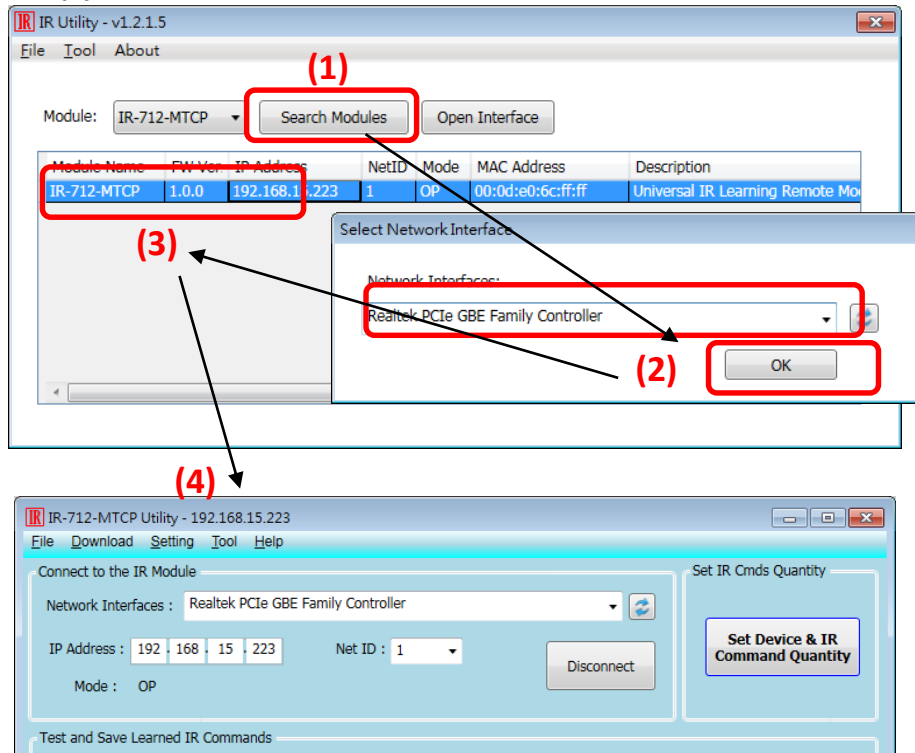 IR IR Utility - v1.2.1.5
File Tool About
(1)
Module: IR-712-MTCP Search Modules Open Interface
Module Name FW Ver. IP Address NetID Mode MAC Address Description
IR-712-MTCP 1.0.0 192.168.15.223 1 OP 00:0d:e0:6c:ff:ff Universal IR Learning Remote Mo
(3)
Select Network Interface
Network Interfaces:
Realtek PCIe GBE Family Controller
(2) OK
(4)
IR IR-712-MTCP Utility - 192.168.15.223
File Download Setting Tool Help
Connect to the IR Module Set IR Cmds Quantity
Network Interfaces : Realtek PCIe GBE Family Controller
IP Address : 192 . 168 . 15 . 223 Net ID : 1 Disconnect
Set Device & IR
Command Quantity
Mode : OP
Test and Save Learned IR Commands